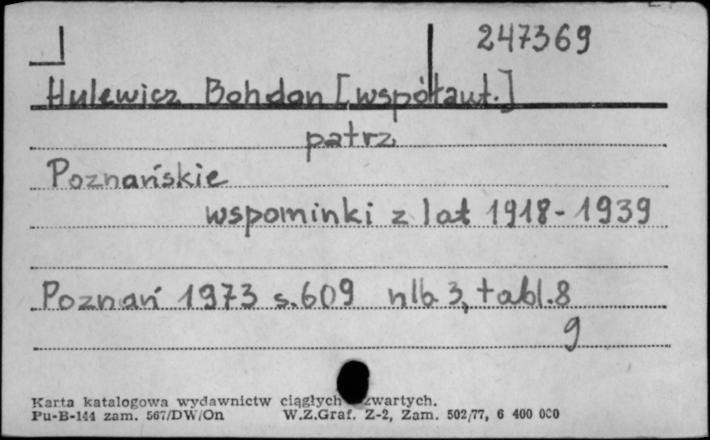 247369
Hulewicz Bohdan [współaut.]
patrz
Poznańskie
wspominki z lat 1918-1939
Poznań 1973 s.609 nlb 3, tabl.8
g
Karta katalogowa wydawnictw ciągłych zwartych.
Pu-B-144 zam. 567/DW/On W.Z.Graf. Z-2, Zam. 502/77, 6 400 000